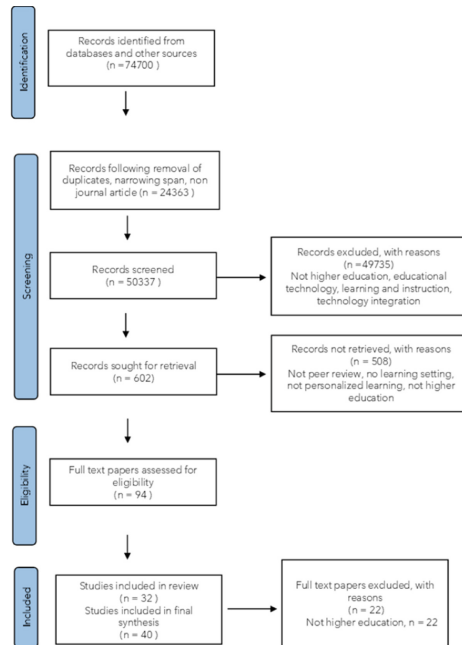 Identification
Records identified from
databases and other sources
(n =74700 )
Screening
Records following removal of
duplicates, narrowing span, non
journal article (n = 24363 )
Records screened
(n = 50337 )
Records excluded, with reasons
(n =49735)
Not higher education, educational
technology, learning and instruction,
technology integration
Records sought for retrieval
(n = 602)
Records not retrieved, with reasons
(n = 508)
Not peer review, no learning setting,
not personalized learning, not higher
education
Eligibility
Full text papers assessed for
eligibility
(n = 94 )
Included
Studies included in review
(n = 32 )
Studies included in final
synthesis
(n = 40 )
Full text papers excluded, with
reasons
(n = 22)
Not higher education, n = 22